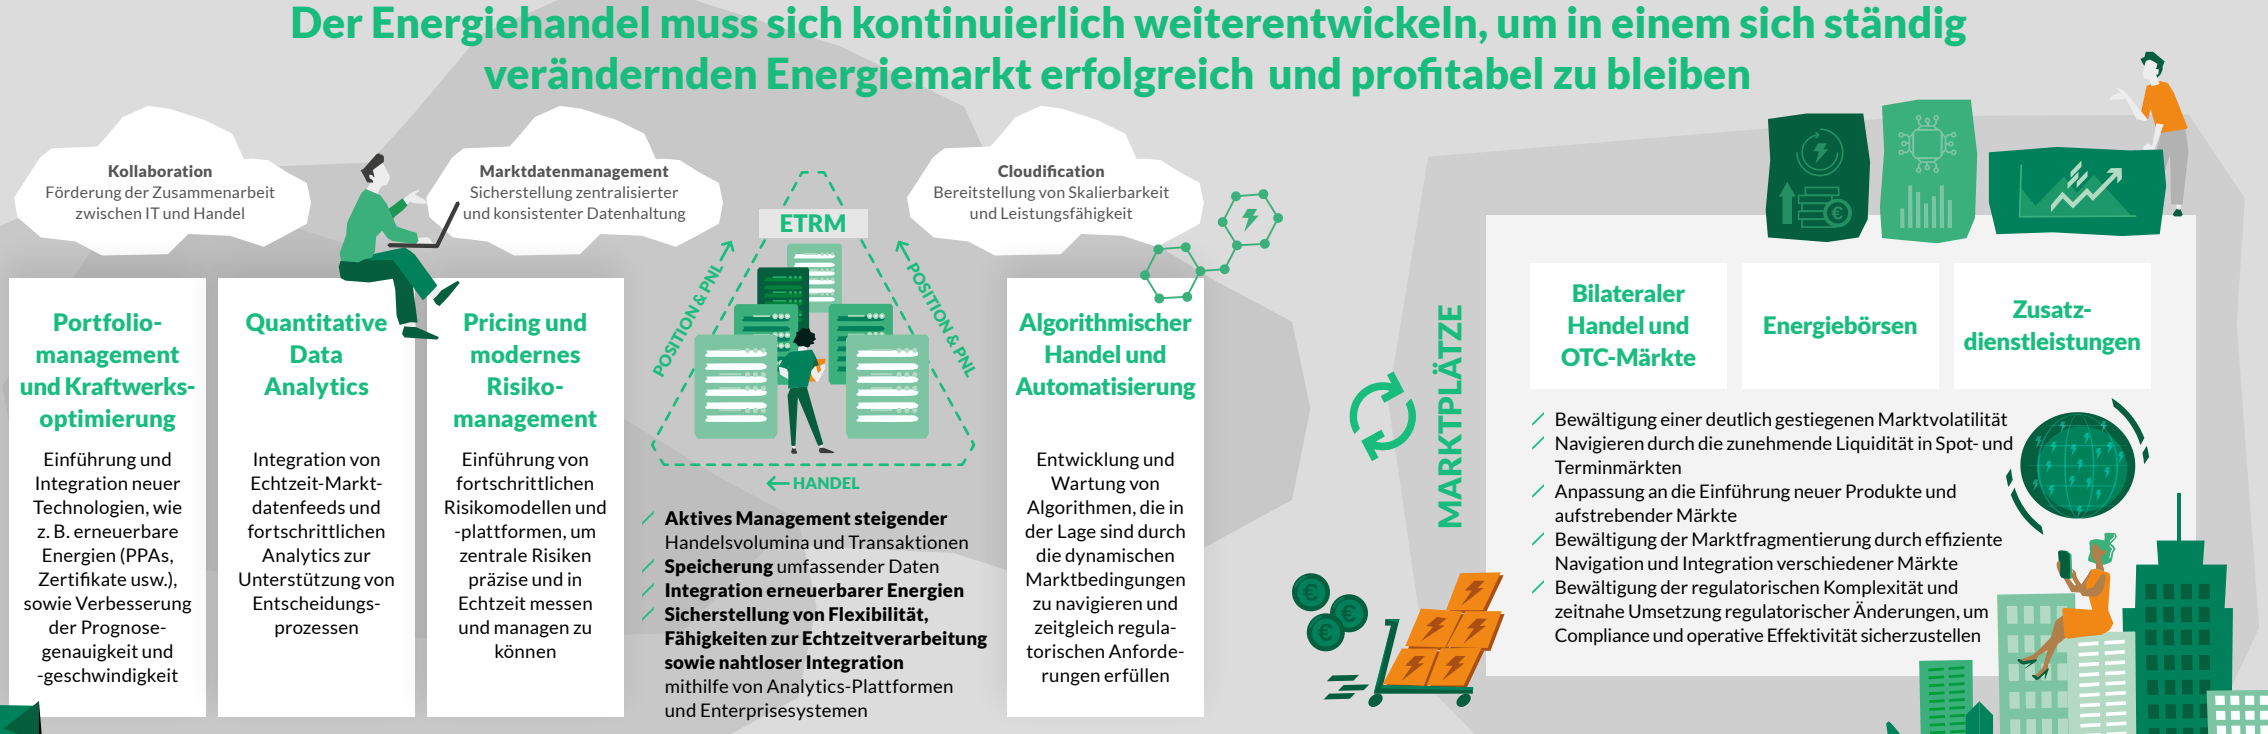 Der Energiehandel muss sich kontinuierlich weiterentwickeln, um in einem sich ständig
verändernden Energiemarkt erfolgreich und profitabel zu bleiben
Kollaboration
Förderung der Zusammenarbeit
zwischen IT und Handel
Marktdatenmanagement
Sicherstellung zentralisierter
und konsistenter Datenhaltung
Cloudification
Bereitstellung von Skalierbarkeit
und Leistungsfähigkeit
Portfolio-
management
und Kraftwerks-
optimierung
Einführung und
Integration neuer
Technologien, wie
z. B. erneuerbare
Energien (PPAs,
Zertifikate usw.),
sowie Verbesserung
der Prognose-
genauigkeit und
-geschwindigkeit
Quantitative
Data
Analytics
Integration von
Echtzeit-Markt-
datenfeeds und
fortschrittlichen
Analytics zur
Unterstützung von
Entscheidungs-
prozessen
Pricing und
modernes
Risiko-
management
Einführung von
fortschrittlichen
Risikomodellen und
-plattformen, um
zentrale Risiken
präzise und in
Echtzeit messen
und managen zu
können
ETRM
POSITION & PNL
POSITION & PNL
HANDEL
Aktives Management steigender
Handelsvolumina und Transaktionen
Speicherung umfassender Daten
Integration erneuerbarer Energien
Sicherstellung von Flexibilität,
Fähigkeiten zur Echtzeitverarbeitung
sowie nahtloser Integration
mithilfe von Analytics-Plattformen
und Enterprisesystemen
Algorithmischer
Handel und
Automatisierung
Entwicklung und
Wartung von
Algorithmen, die in
der Lage sind durch
die dynamischen
Marktbedingungen
zu navigieren und
zeitgleich regula-
torischen Anforde-
rungen erfüllen
MARKTPLÄTZE
Bilateraler
Handel und
OTC-Märkte
Energiebörsen
Zusatz-
dienstleistungen
Bewältigung einer deutlich gestiegenen Marktvolatilität
Navigieren durch die zunehmende Liquidität in Spot- und
Terminmärkten
Anpassung an die Einführung neuer Produkte und
aufstrebender Märkte
Bewältigung der Marktfragmentierung durch effiziente
Navigation und Integration verschiedener Märkte
Bewältigung der regulatorischen Komplexität und
zeitnahe Umsetzung regulatorischer Änderungen, um
Compliance und operative Effektivität sicherzustellen